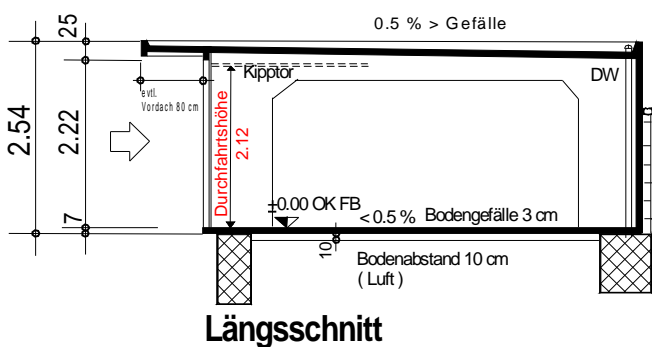 0.5 % > Gefälle
25
Kipptor
DW
evtl.
Vordach 80 cm
2.54
2.22
Durchfahrtshöhe
2.12
±0.00 OK FB
< 0.5 %
Bodengefälle 3 cm
7
10
Bodenabstand 10 cm
( Luft )
Längsschnitt